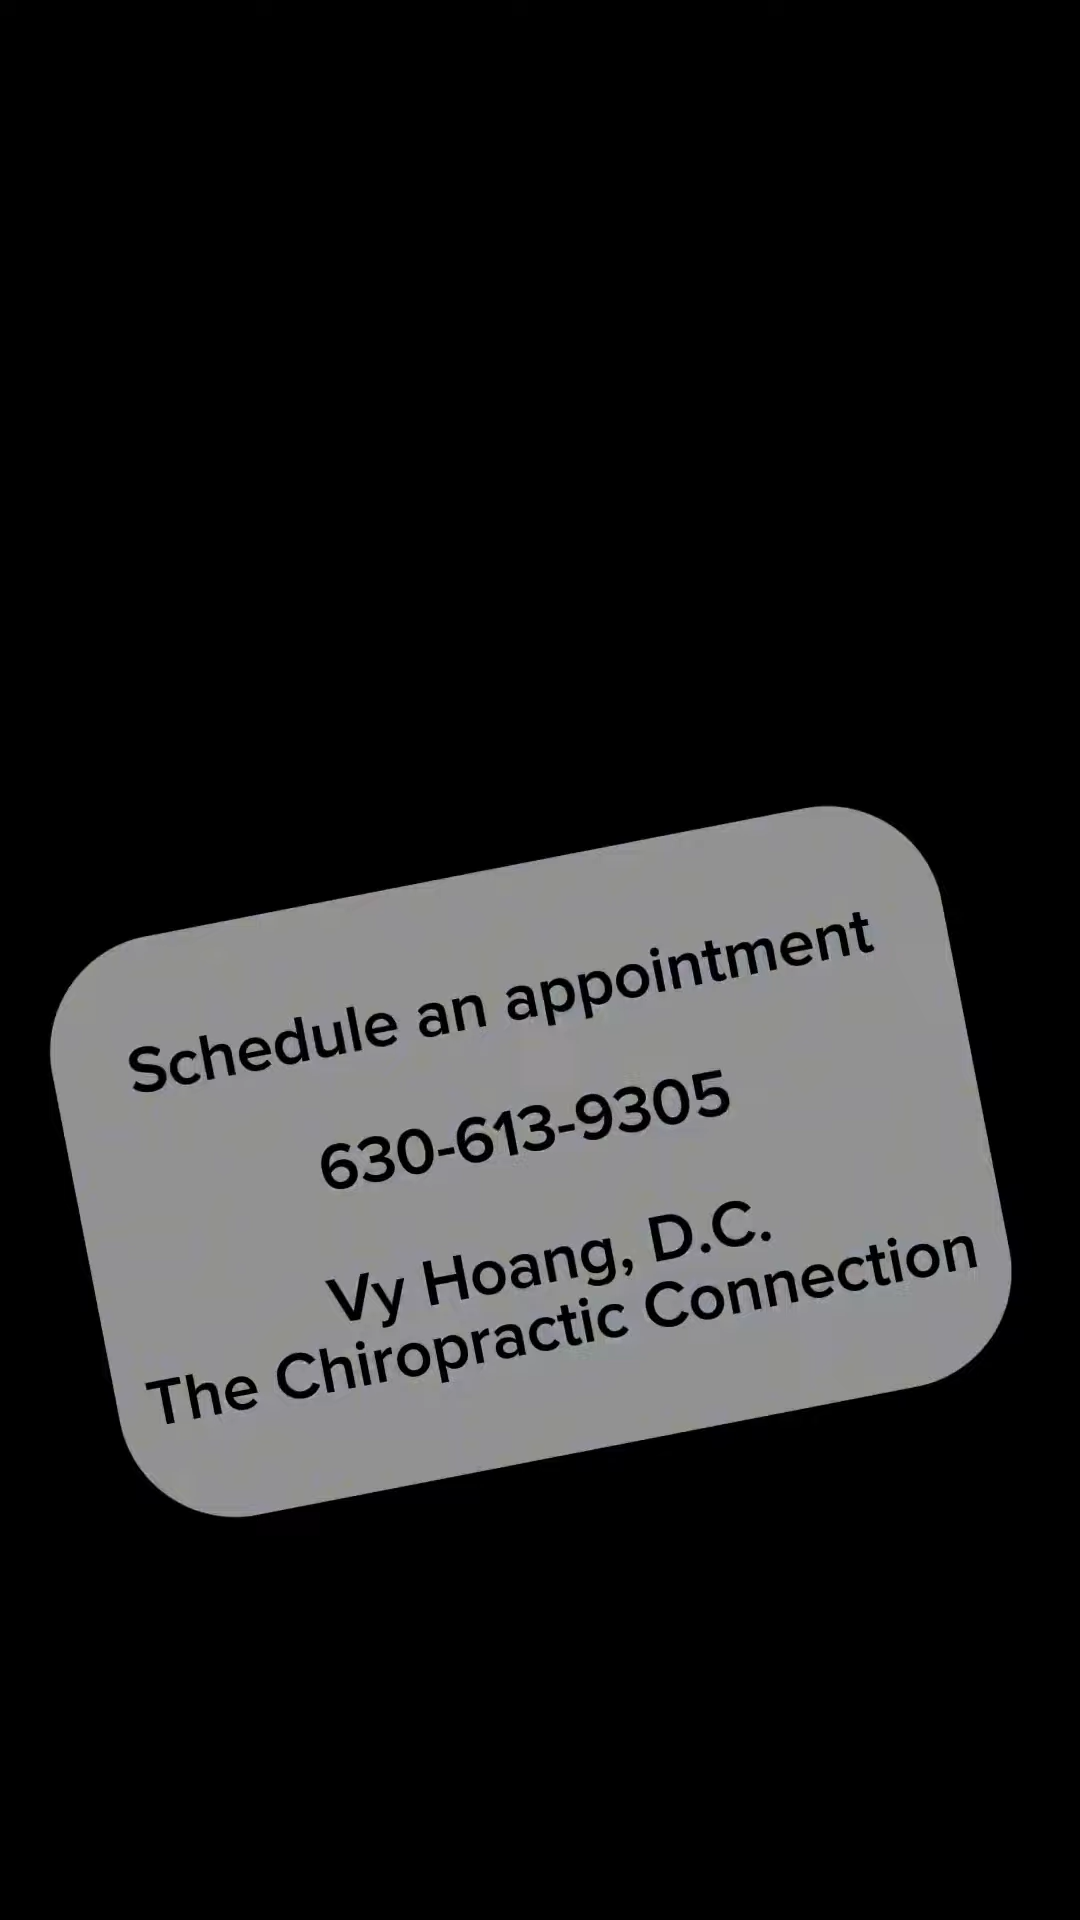 Schedule an appointment
630-613-9305
Vy Hoang, D.C.
The Chiropractic Connection